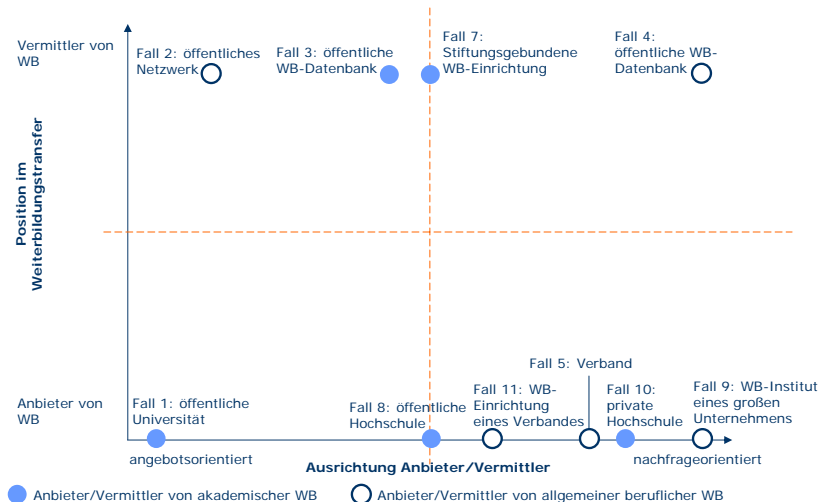 Vermittler von
WB
Fall 2: öffentliches
Netzwerk
Fall 3: öffentliche
WB-Datenbank
Fall 7:
Stiftungsgebundene
WB-Einrichtung
Fall 4:
öffentliche WB-
Datenbank
Position im
Weiterbildungstransfer
Anbieter von
WB
Fall 1: öffentliche
Universität
Fall 8: öffentliche
Hochschule
Fall 11: WB-
Einrichtung
eines Verbandes
Fall 5: Verband
Fall 10:
private
Hochschule
Fall 9: WB-Institut
eines großen
Unternehmens
angebotsorientiert
Ausrichtung Anbieter/Vermittler
nachfrageorientiert
Anbieter/Vermittler von akademischer WB
Anbieter/Vermittler von allgemeiner beruflicher WB